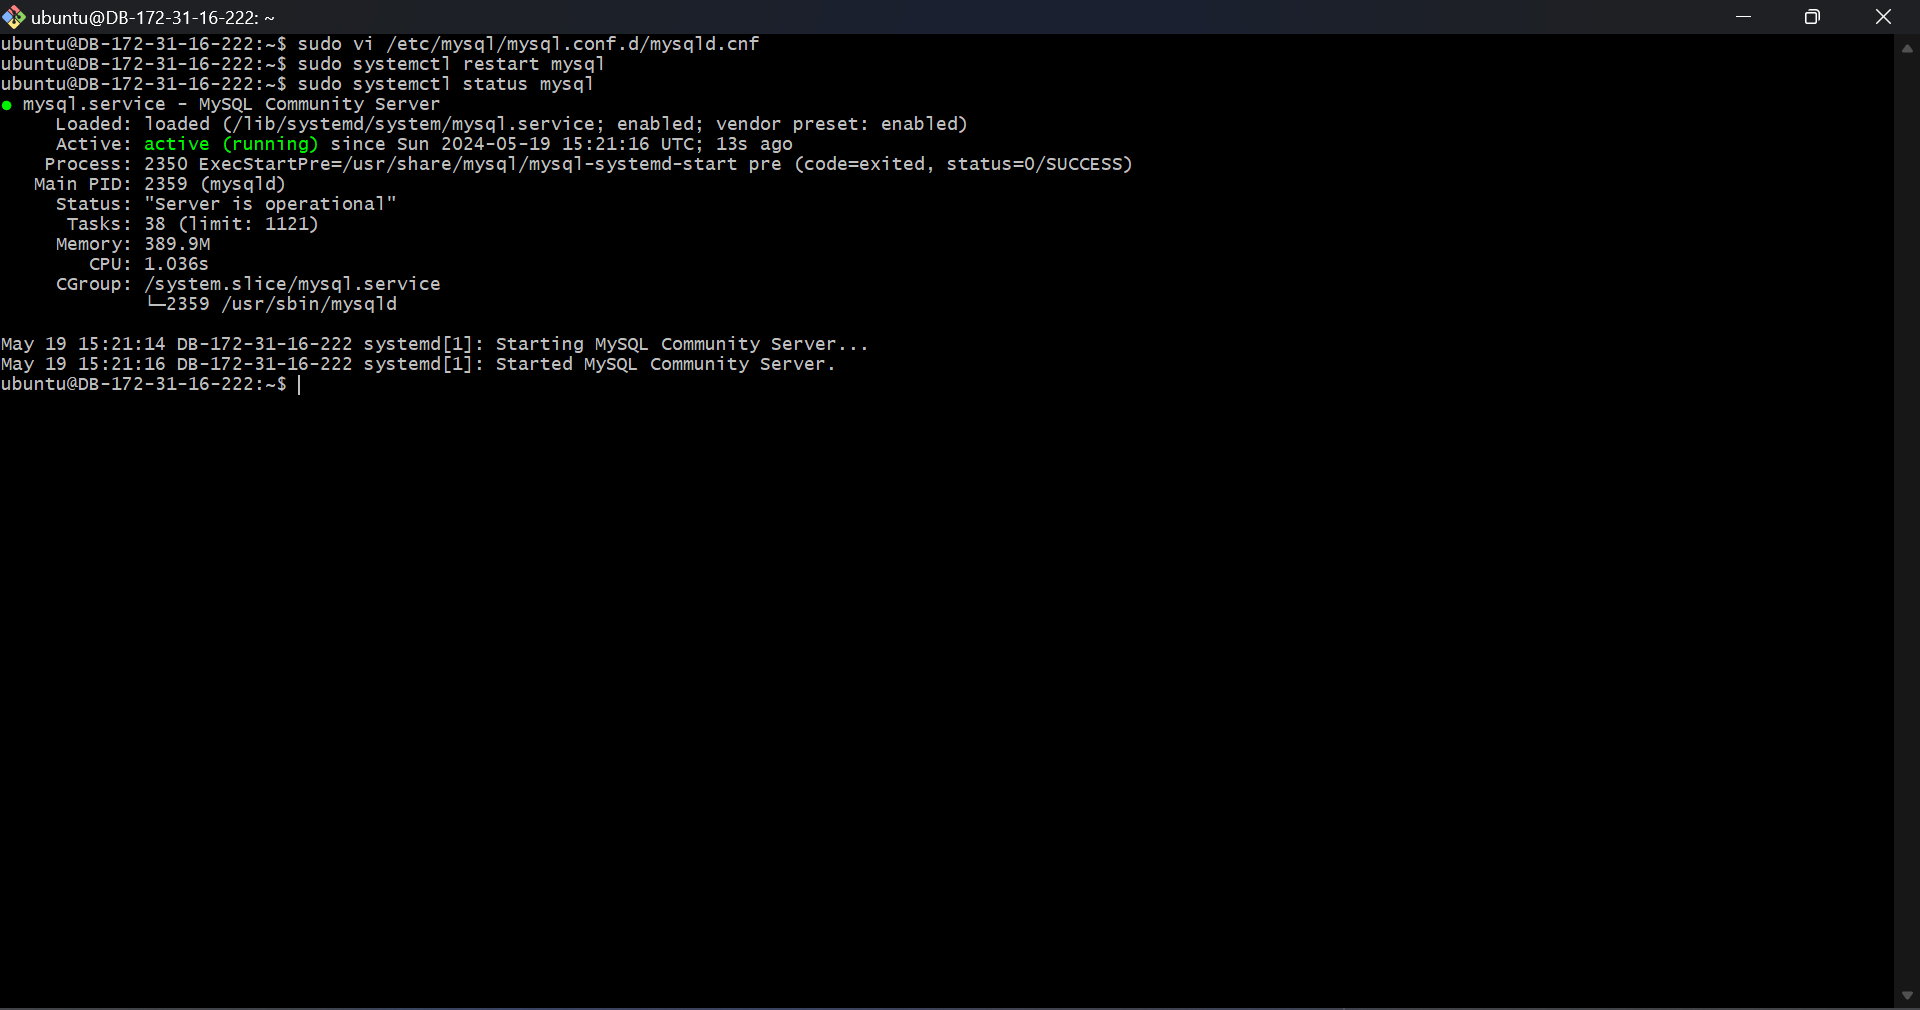 ubuntu@DB-172-31-16-222: ~
ubuntu@DB-172-31-16-222:~$ sudo vi /etc/mysql/mysql.conf.d/mysqld.cnf
ubuntu@DB-172-31-16-222:~$ sudo systemctl restart mysql
ubuntu@DB-172-31-16-222:~$ sudo systemctl status mysql
● mysql.service - MySQL Community Server
     Loaded: loaded (/lib/systemd/system/mysql.service; enabled; vendor preset: enabled)
     Active: active (running) since Sun 2024-05-19 15:21:16 UTC; 13s ago
    Process: 2350 ExecStartPre=/usr/share/mysql/mysql-systemd-start pre (code=exited, status=0/SUCCESS)
   Main PID: 2359 (mysqld)
     Status: "Server is operational"
      Tasks: 38 (limit: 1121)
     Memory: 389.9M
        CPU: 1.036s
     CGroup: /system.slice/mysql.service
             └─2359 /usr/sbin/mysqld

May 19 15:21:14 DB-172-31-16-222 systemd[1]: Starting MySQL Community Server...
May 19 15:21:16 DB-172-31-16-222 systemd[1]: Started MySQL Community Server.
ubuntu@DB-172-31-16-222:~$